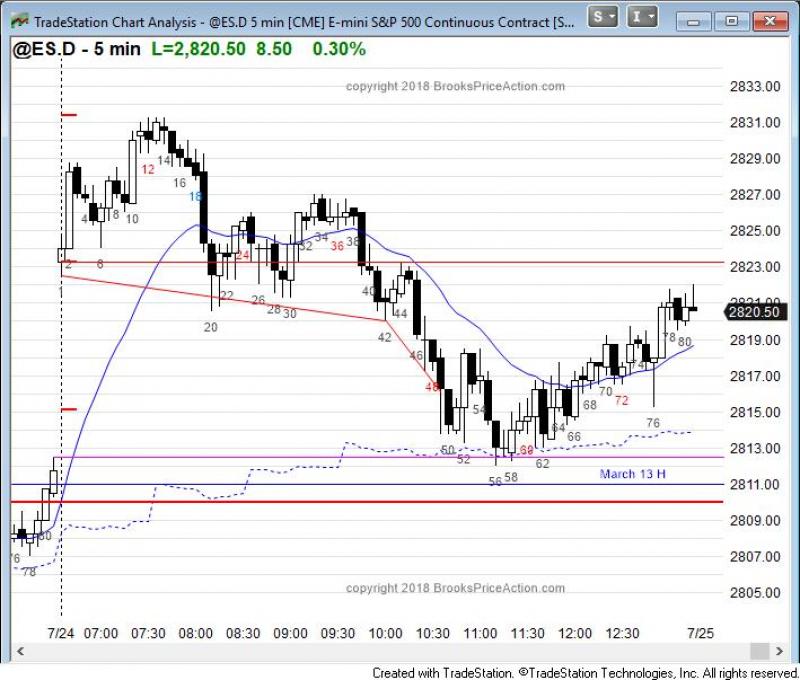 TradeStation Chart Analysis - @ES.D 5 min [CME] E-mini S&P 500 Continuous Contract [S...
S I
@ES.D - 5 min L=2,820.50 8.50 0.30%
copyright 2018 BrooksPriceAction.com
2833.00
2831.00
2829.00
2827.00
2825.00
2823.00
2821.00
2820.50
2819.00
2817.00
2815.00
2813.00
2811.00
2809.00
2807.00
2805.00
12 14
16
18
4 8 10
2 6
20 22 24 26 28 30 32 34 36 38
40 42 44 46 48
50 52 54 56 58 60 62 64 66 68
70 72 74 76 78 80
March 13 H
80
76
78
copyright 2018 BrooksPriceAction.com
7/24 07:00 07:30 08:00 08:30 09:00 09:30 10:00 10:30 11:00 11:30 12:00 12:30 7/25
Created with TradeStation. ©TradeStation Technologies, Inc. All rights reserved.